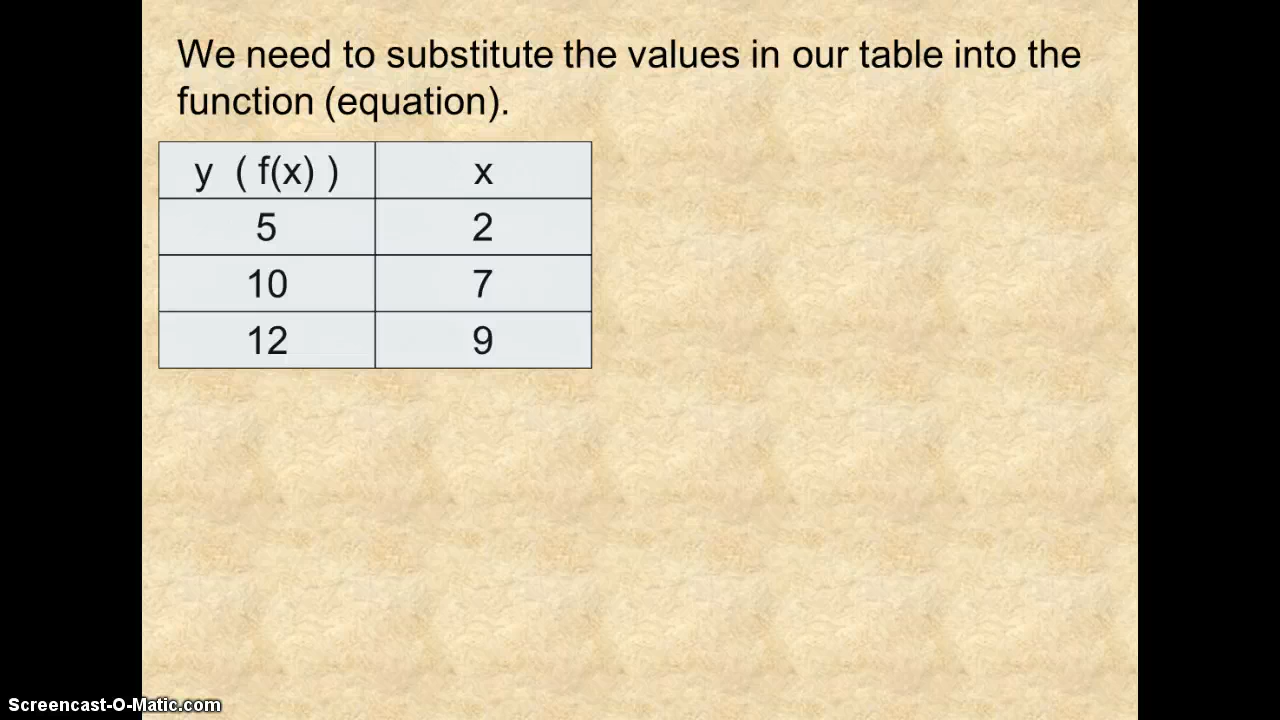 We need to substitute the values in our table into the
function (equation).
y ( f(x) ) x
5 2
10 7
12 9
Screencast-O-Matic.com